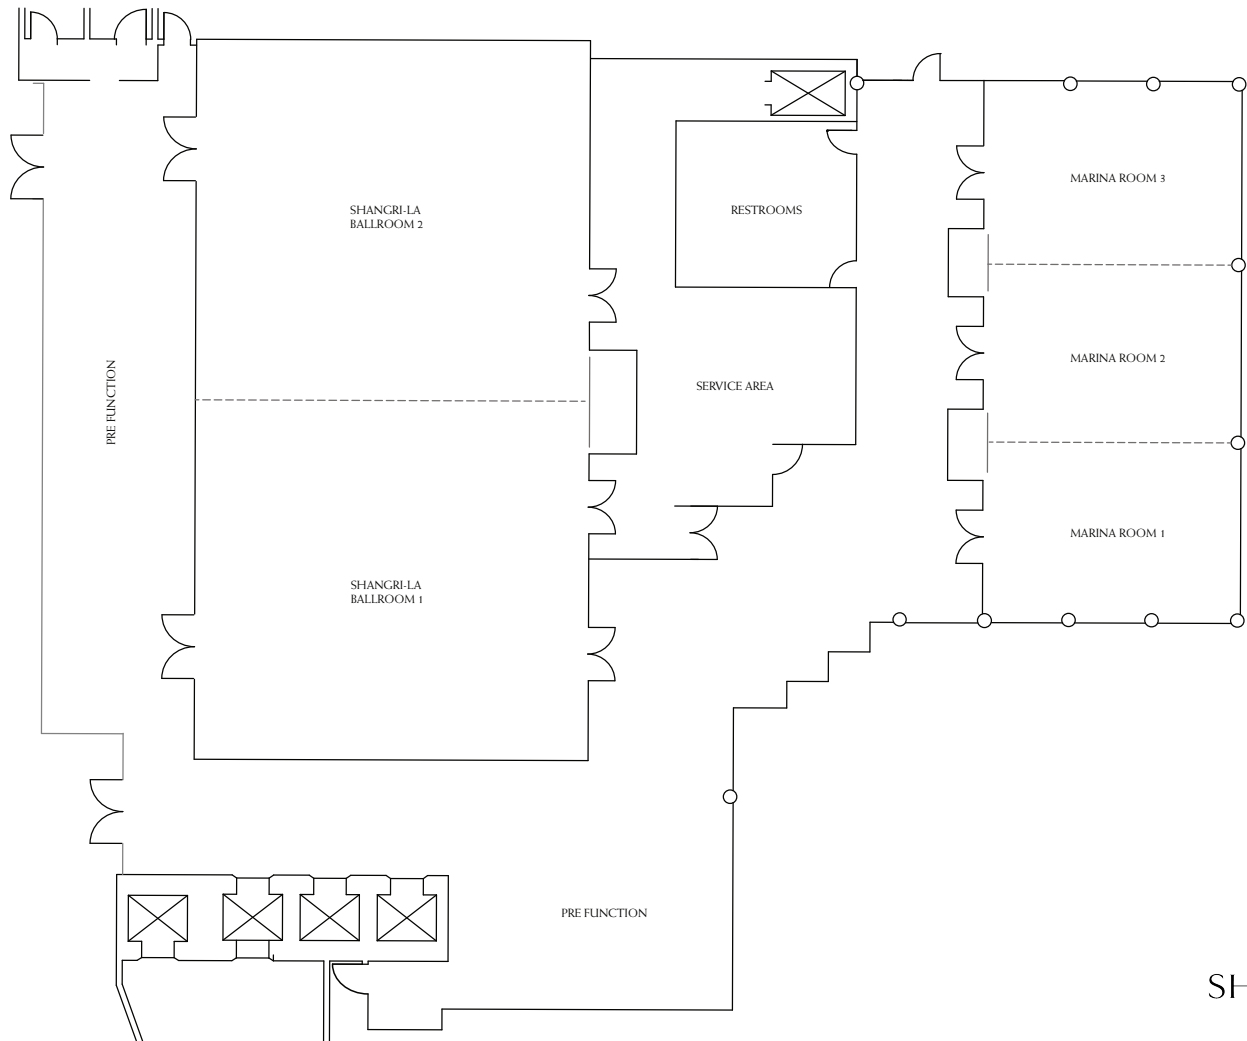 MARINA ROOM 3
SHANGRI-LA
BALLROOM 2
RESTROOMS
PRE FUNCTION
MARINA ROOM 2
SERVICE AREA
MARINA ROOM 1
SHANGRI-LA
BALLROOM 1
PRE FUNCTION